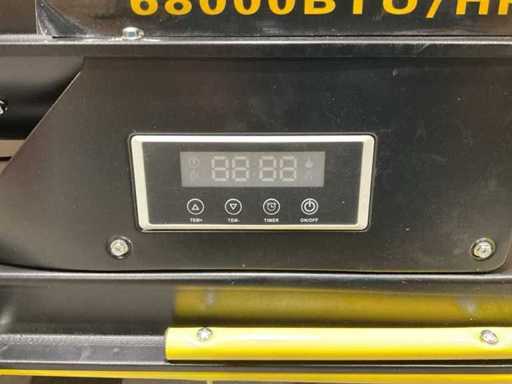 68000BTU/HR
88:88
TEM+ TEM- TIMER ON/OFF